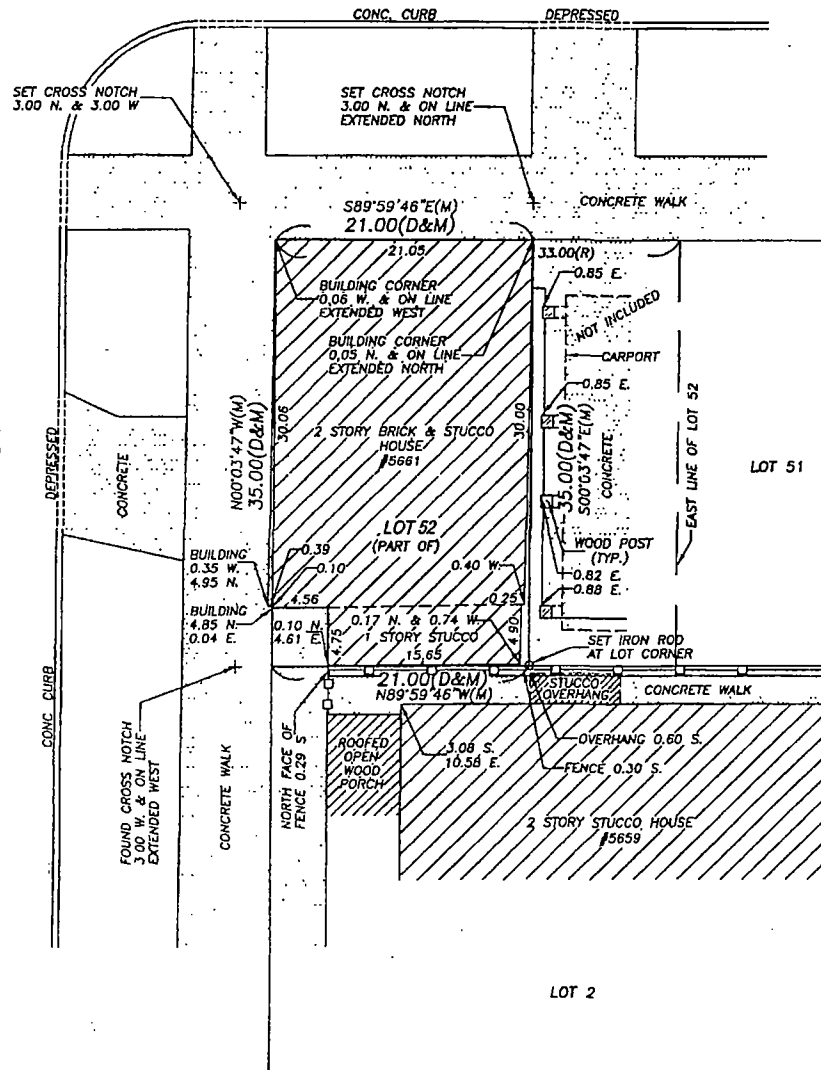 CONC. CURB
DEPRESSED
SET CROSS NOTCH
3.00 N. & 3.00 W
SET CROSS NOTCH
3.00 N. & ON LINE
EXTENDED NORTH
CONCRETE WALK
S89°59'46"E(M)
21.00(D&M)
21.05
33.00(R)
0.85 E.
BUILDING CORNER
0.06 W. & ON LINE
EXTENDED WEST
NOT INCLUDED
BUILDING CORNER
0.05 N. & ON LINE
EXTENDED NORTH
CARPORT
0.85 E.
N00°03'47"W(M)
35.00(D&M)
30.06
30.00
2 STORY BRICK & STUCCO
HOUSE
#5661
35.00(D&M)
S00°03'47"E(M)
CONCRETE
EAST LINE OF LOT 52
LOT 51
DEPRESSED
CONCRETE
LOT 52
(PART OF)
WOOD POST
(TYP.)
0.82 E.
0.88 E.
BUILDING
0.35 W.
4.95 N.
0.39
0.10
0.40 W.
4.56
0.25
BUILDING
4.85 N.
0.04 E.
0.10 N.
4.61 E.
4.75
0.17 N. & 0.74 W.
1 STORY STUCCO
15.65
4.90
SET IRON ROD
AT LOT CORNER
21.00(D&M)
N89°59'46"W(M)
STUCCO
OVERHANG
CONCRETE WALK
CONC CURB
FOUND CROSS NOTCH
3 00 W. & ON LINE
EXTENDED WEST
CONCRETE WALK
NORTH FACE OF
FENCE 0.29 S
ROOFED
OPEN
WOOD
PORCH
3.08 S.
10.58 E.
OVERHANG 0.60 S.
FENCE 0.30 S.
2 STORY STUCCO HOUSE
#5659
LOT 2